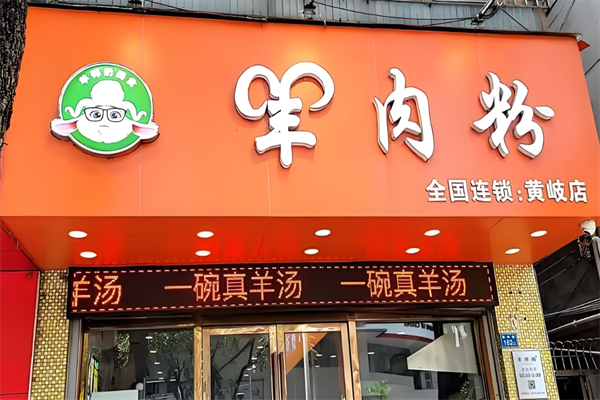 羊肉粉
全国连锁:黄岐店
羊汤 一碗真羊汤 一碗真羊汤